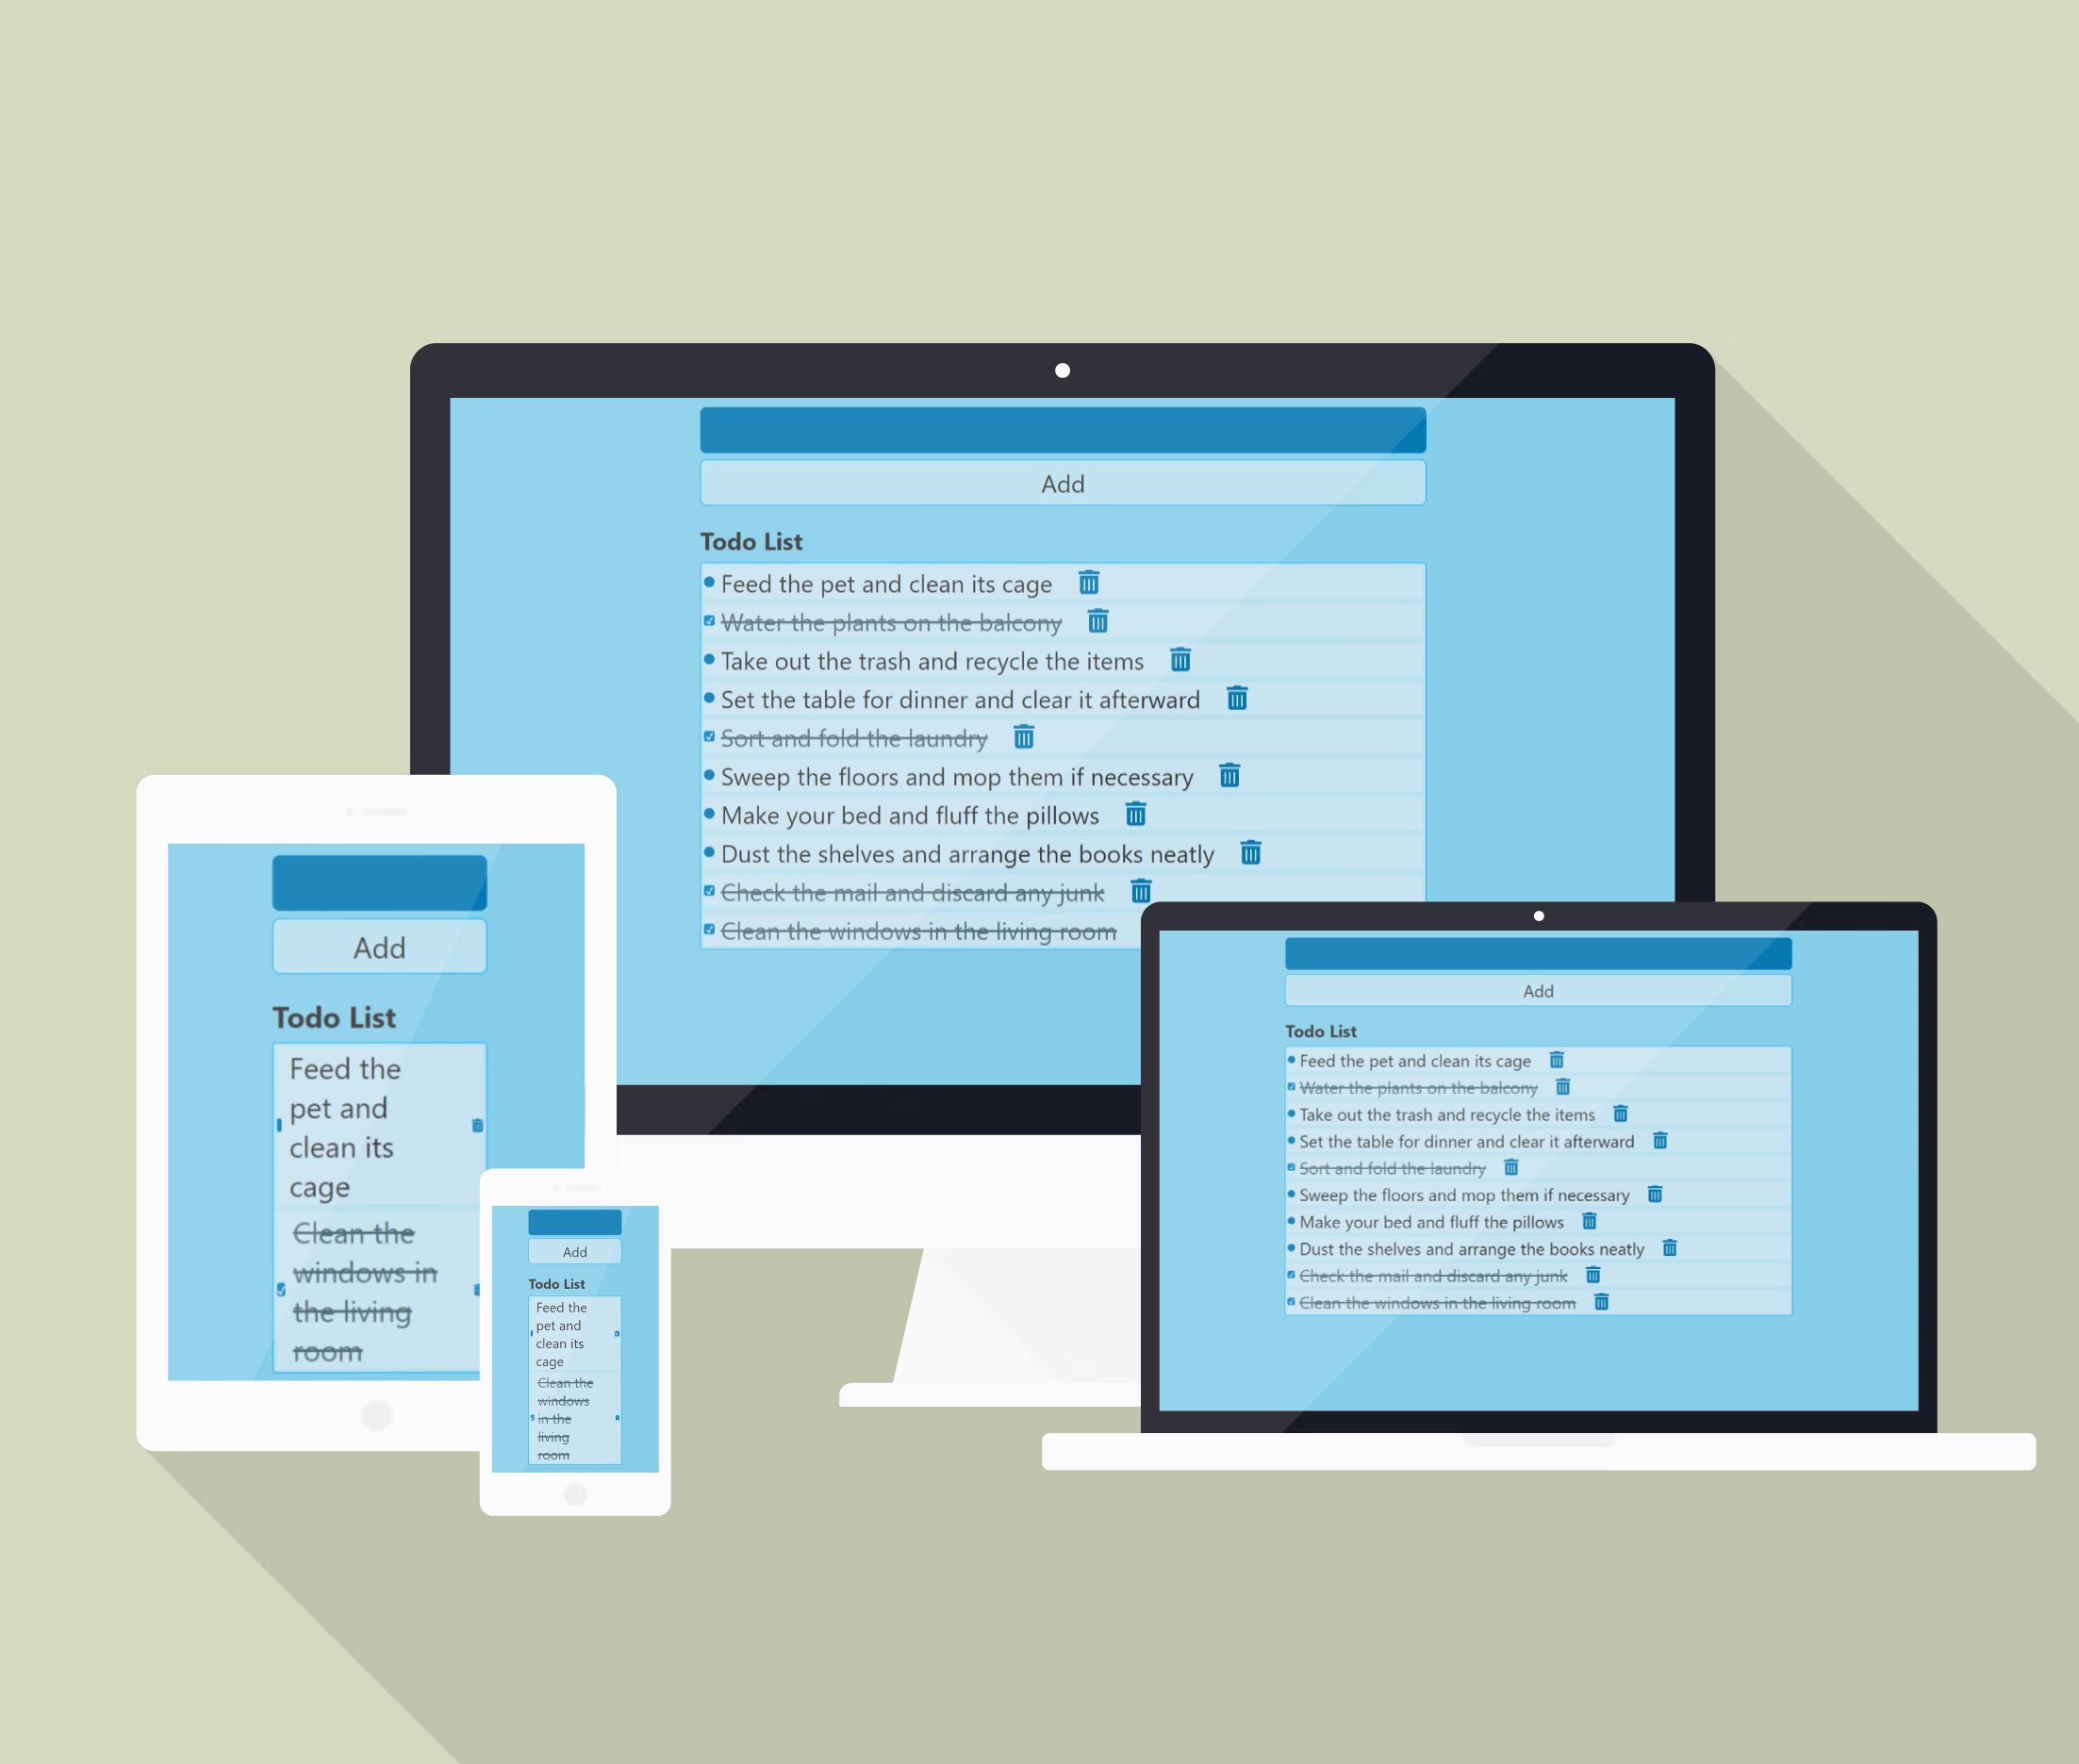 Add
Todo List
Feed the pet and clean its cage
Water the plants on the balcony
Take out the trash and recycle the items
Set the table for dinner and clear it afterward
Sort and fold the laundry
Sweep the floors and mop them if necessary
Make your bed and fluff the pillows
Dust the shelves and arrange the books neatly
Check the mail and discard any junk
Clean the windows in the living room
Add
Todo List
Feed the
pet and
clean its
cage
Clean the
windows in
the living
room
Add
Todo List
Feed the
pet and
clean its
cage
Clean the
windows
in the
living
room
Add
Todo List
Feed the pet and clean its cage
Water the plants on the balcony
Take out the trash and recycle the items
Set the table for dinner and clear it afterward
Sort and fold the laundry
Sweep the floors and mop them if necessary
Make your bed and fluff the pillows
Dust the shelves and arrange the books neatly
Check the mail and discard any junk
Clean the windows in the living room